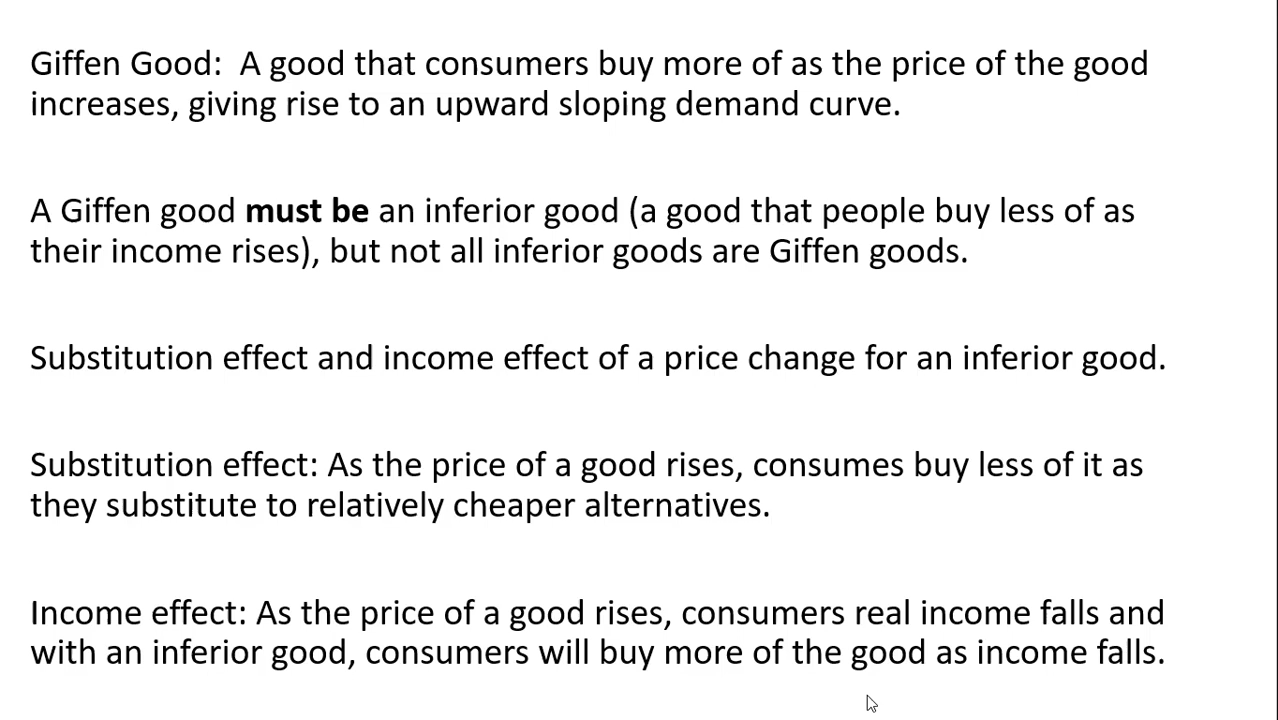 Giffen Good:  A good that consumers buy more of as the price of the good
increases, giving rise to an upward sloping demand curve.
A Giffen good must be an inferior good (a good that people buy less of as
their income rises), but not all inferior goods are Giffen goods.
Substitution effect and income effect of a price change for an inferior good.
Substitution effect: As the price of a good rises, consumes buy less of it as
they substitute to relatively cheaper alternatives.
Income effect: As the price of a good rises, consumers real income falls and
with an inferior good, consumers will buy more of the good as income falls.